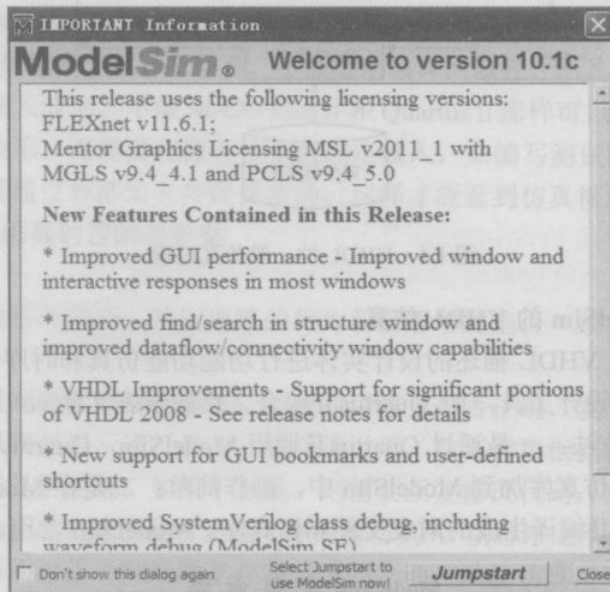 IMPORTANT Information
ModelSim® Welcome to version 10.1c
This release uses the following licensing versions:
FLEXnet v11.6.1;
Mentor Graphics Licensing MSL v2011_1 with
MGLS v9.4_4.1 and PCLS v9.4_5.0
New Features Contained in this Release:
* Improved GUI performance - Improved window and
interactive responses in most windows
* Improved find/search in structure window and
improved dataflow/connectivity window capabilities
* VHDL Improvements - Support for significant portions
of VHDL 2008 - See release notes for details
* New support for GUI bookmarks and user-defined
shortcuts
* Improved SystemVerilog class debug, including
waveform debug (ModelSim SE)
Don't show this dialog again
Select Jumpstart to
use ModelSim now!
Jumpstart
Close